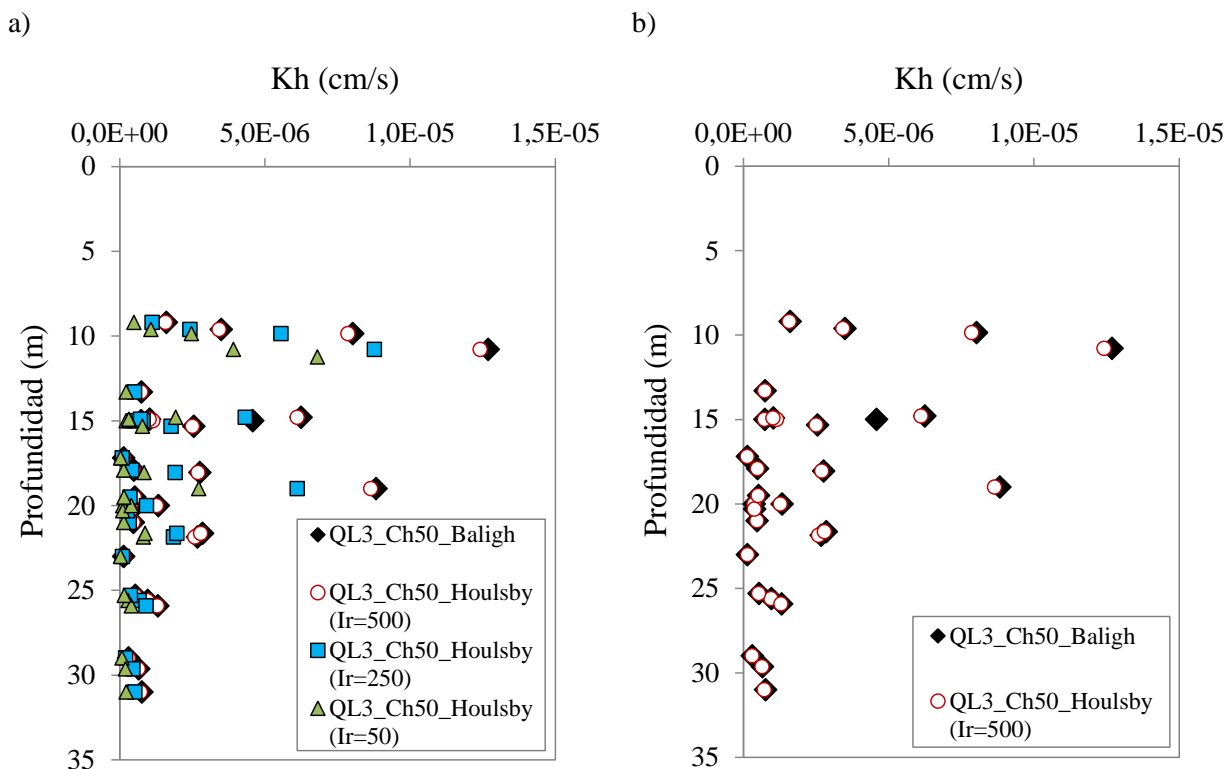 a)
b)
Kh (cm/s)
Kh (cm/s)
0,0E+00 5,0E-06 1,0E-05 1,5E-05
0,0E+00 5,0E-06 1,0E-05 1,5E-05
0
5
10
15
20
25
30
35
Profundidad (m)
0
5
10
15
20
25
30
35
Profundidad (m)
QL3_Ch50_Baligh
QL3_Ch50_Houlsby
(Ir=500)
QL3_Ch50_Houlsby
(Ir=250)
QL3_Ch50_Houlsby
(Ir=50)
QL3_Ch50_Baligh
QL3_Ch50_Houlsby
(Ir=500)